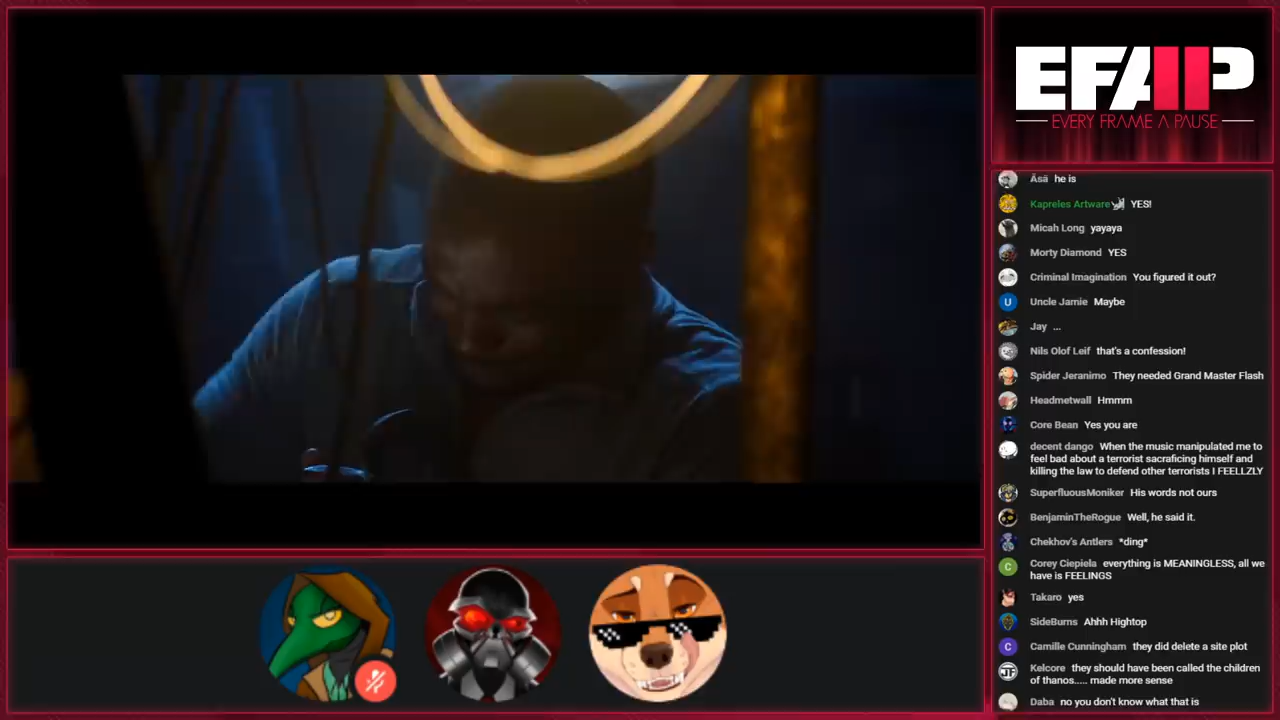 EFAP
EVERY FRAME A PAUSE
Äsä he is
Kapreles Artware YES!
Micah Long yayaya
Morty Diamond YES
Criminal Imagination You figured it out?
U Uncle Jamie Maybe
Jay ...
Nils Olof Leif that's a confession!
Spider Jeranimo They needed Grand Master Flash
Headmetwall Hmmm
Core Bean Yes you are
decent dango When the music manipulated me to
feel bad about a terrorist sacraficing himself and
killing the law to defend other terrorists I FEELLZLY
SuperfluousMoniker His words not ours
BenjaminTheRogue Well, he said it.
Chekhov's Antlers *ding*
C Corey Ciepiela everything is MEANINGLESS, all we
have is FEELINGS
Takaro yes
SideBurns Ahhh Hightop
C Camille Cunningham they did delete a site plot
JF Kelcore they should have been called the children
of thanos..... made more sense
Daba no you don't know what that is